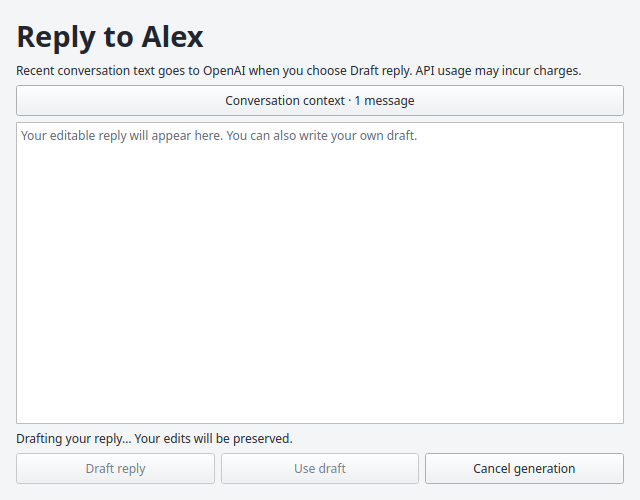 Reply to Alex
Recent conversation text goes to OpenAI when you choose Draft reply. API usage may incur charges.
Conversation context · 1 message
Your editable reply will appear here. You can also write your own draft.
Drafting your reply… Your edits will be preserved.
Draft reply
Use draft
Cancel generation